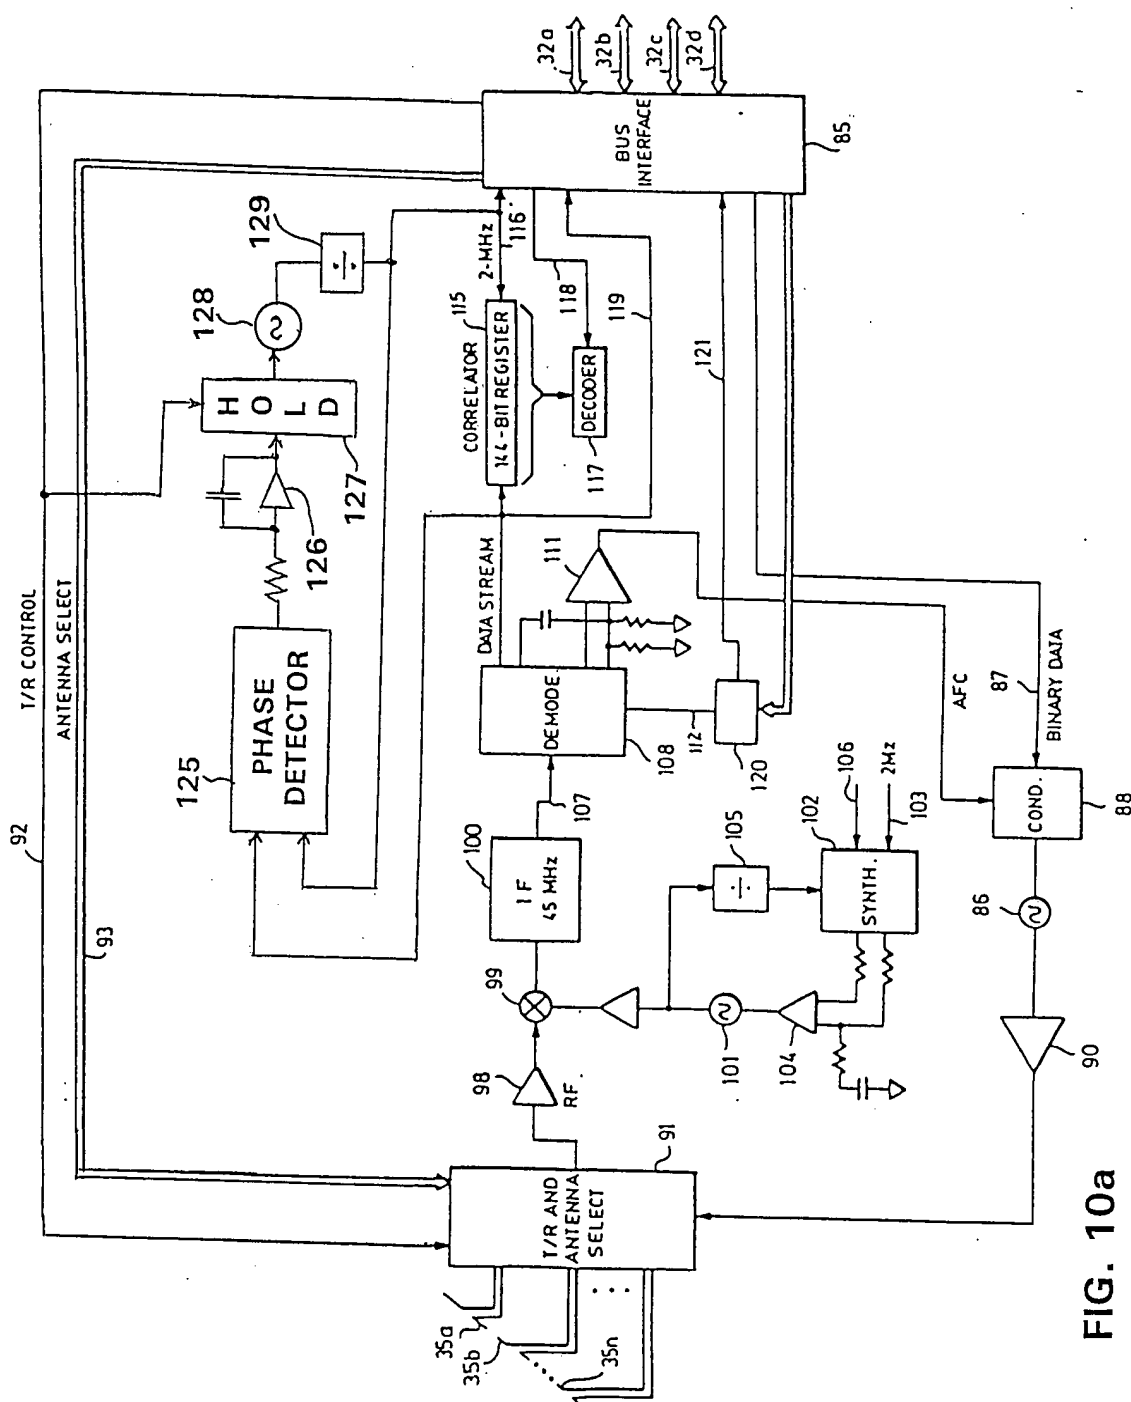 T/R CONTROL
92
ANTENNA SELECT
93
125
PHASE
DETECTOR
126
127
HOLD
128
129
÷
32a
32b
32c
32d
BUS
INTERFACE
85
2-MHz
116
CORRELATOR
115
144-BIT REGISTER
118
DECODER
117
119
121
DATA STREAM
111
DEMODE.
108
112
120
107
100
IF
45 MHz
99
98
RF
T/R AND
ANTENNA
SELECT
91
35a
35b
35n
105
÷
101
104
102
SYNTH.
106
2Mz
103
AFC
87
BINARY DATA
COND.
88
86
90
FIG. 10a